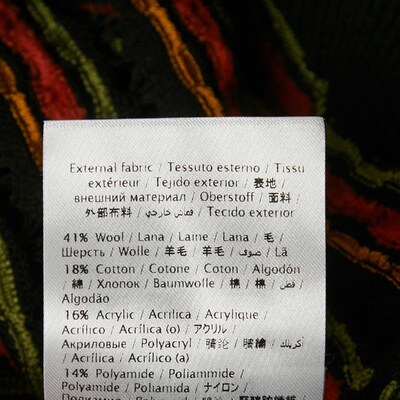 External fabric / Tessuto esterno / Tissu
extérieur / Tejido exterior / 表地 /
внешний материал / Oberstoff / 面料 /
外部布料 / قماش خارجي / Tecido exterior
41% Wool / Lana / Laine / Lana / 毛 /
Шерсть / Wolle / 羊毛 / 羊毛 / صوف / Lã
18% Cotton / Cotone / Coton / Algodón
/ 綿 / Хлопок / Baumwolle / 棉 / 棉 / قطن /
Algodão
16% Acrylic / Acrilica / Acrylique /
Acrílico / Acrílica (o) / アクリル /
Акриловые / Polyacryl / 腈纶 / / أكريلك
/ Acrílica / Acrílico (a)
14% Polyamide / Poliammide /
Polyamide / Poliamida / ナイロン /